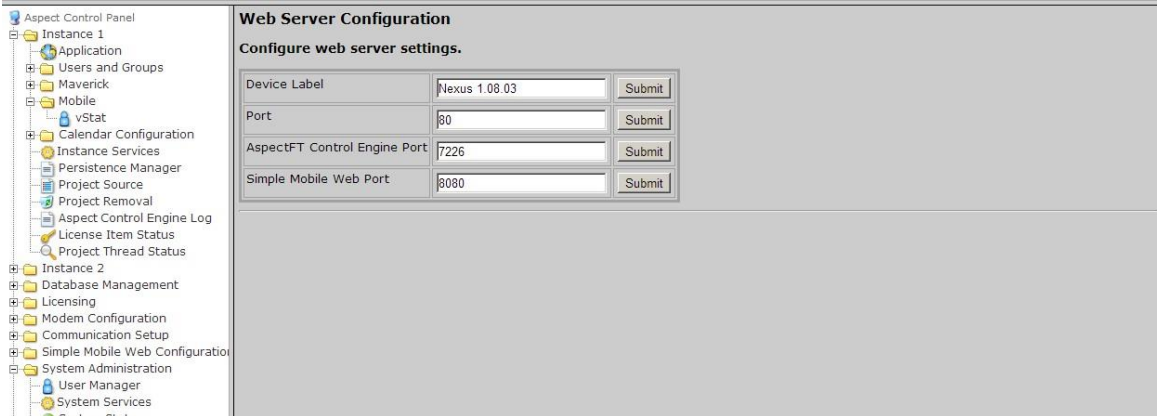 Aspect Control Panel
Instance 1
Application
Users and Groups
Maverick
Mobile
vStat
Calendar Configuration
Instance Services
Persistence Manager
Project Source
Project Removal
Aspect Control Engine Log
License Item Status
Project Thread Status
Instance 2
Database Management
Licensing
Modem Configuration
Communication Setup
Simple Mobile Web Configuratio
System Administration
User Manager
System Services
Web Server Configuration
Configure web server settings.
Device Label Nexus 1.08.03 Submit
Port 80 Submit
AspectFT Control Engine Port 7226 Submit
Simple Mobile Web Port 8080 Submit